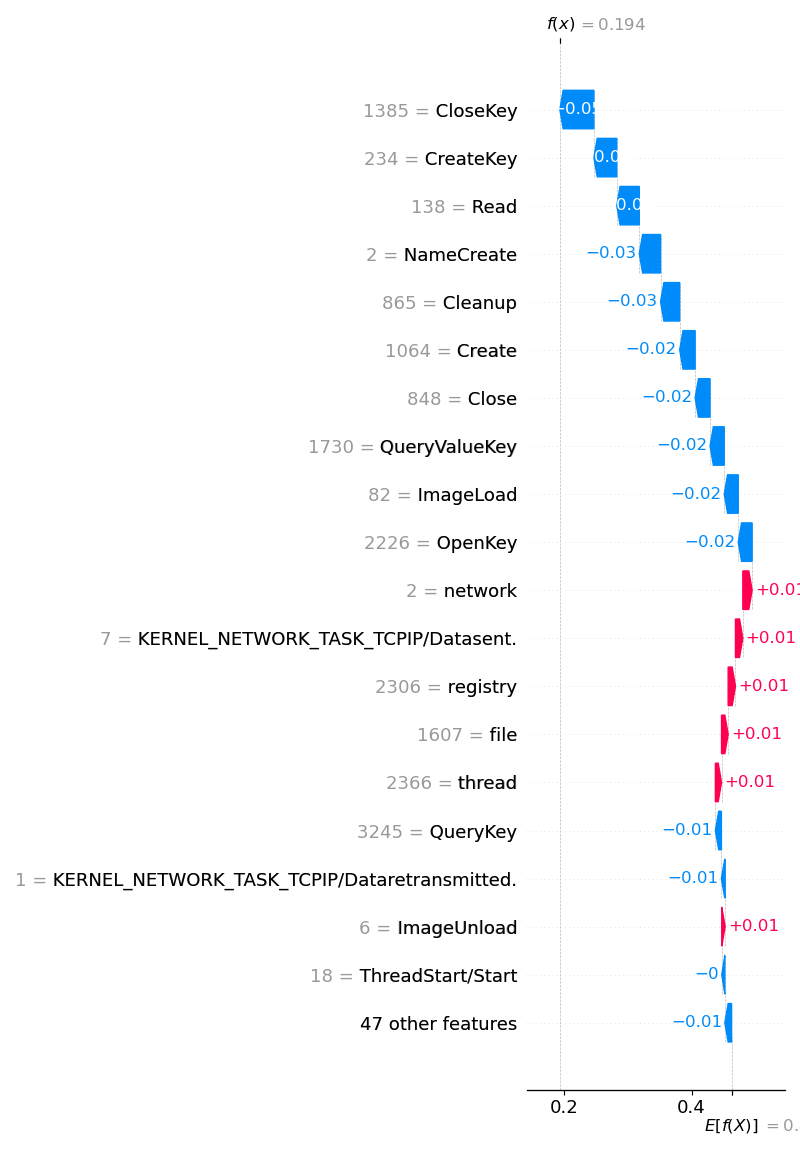 f(x) = 0.194
1385 = CloseKey −0.05
234 = CreateKey
138 = Read
2 = NameCreate −0.03
865 = Cleanup −0.03
1064 = Create −0.02
848 = Close −0.02
1730 = QueryValueKey −0.02
82 = ImageLoad −0.02
2226 = OpenKey −0.02
2 = network +0.01
7 = KERNEL_NETWORK_TASK_TCPIP/Datasent. +0.01
2306 = registry +0.01
1607 = file +0.01
2366 = thread +0.01
3245 = QueryKey −0.01
1 = KERNEL_NETWORK_TASK_TCPIP/Dataretransmitted. −0.01
6 = ImageUnload +0.01
18 = ThreadStart/Start −0
47 other features −0.01
0.2 0.4
E[f(X)] = 0.